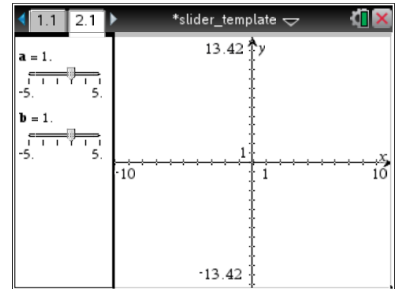 1.1 2.1 *slider_template
a = 1.
-5. 5.
b = 1.
-5. 5.
13.42 y
1
x
-10 1 10
-13.42